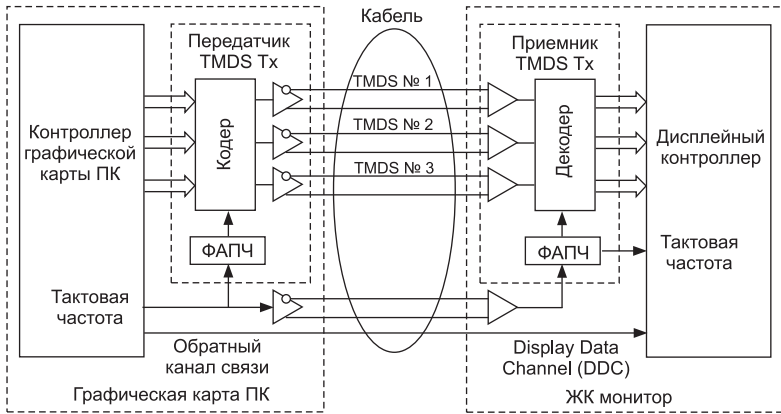 Кабель
Передатчик
TMDS Tx
Приемник
TMDS Tx
TMDS № 1
TMDS № 2
TMDS № 3
Контроллер
графической
карты ПК
Кодер
Декодер
Дисплейный
контроллер
ФАПЧ
ФАПЧ
Тактовая
частота
Тактовая
частота
Обратный
канал связи
Display Data
Channel (DDC)
Графическая карта ПК
ЖК монитор